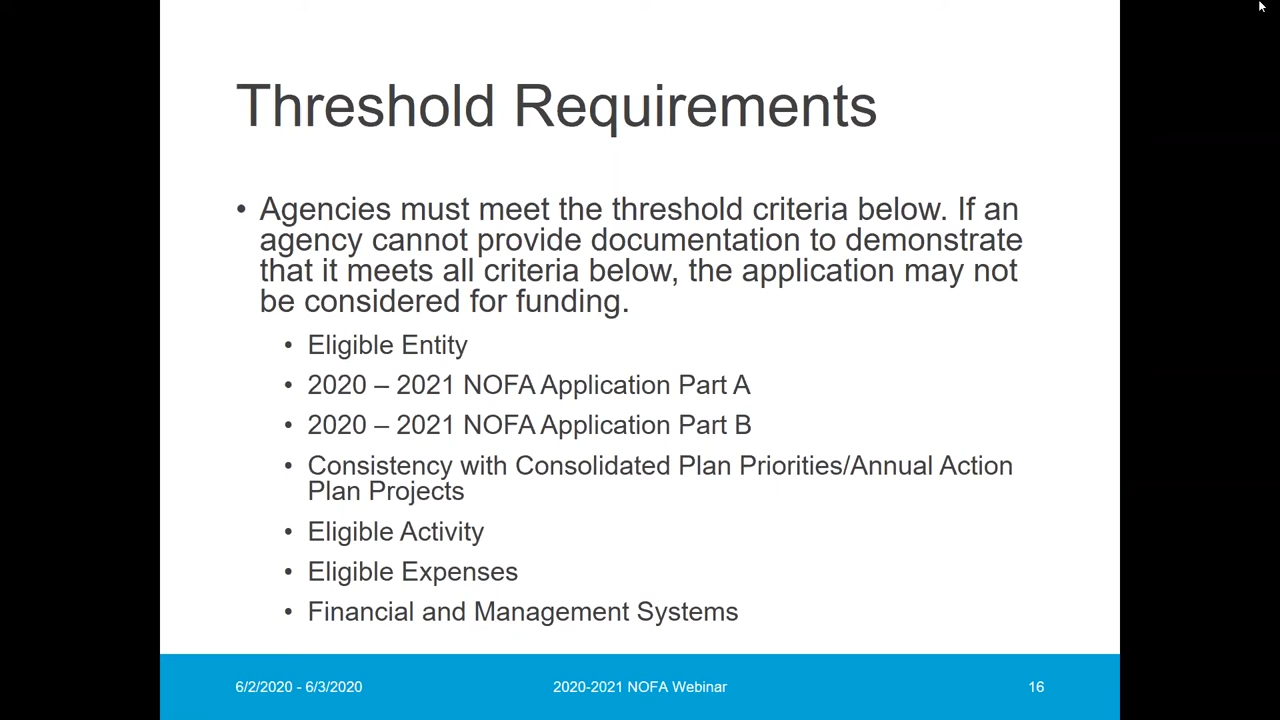 Threshold Requirements
• Agencies must meet the threshold criteria below. If an
agency cannot provide documentation to demonstrate
that it meets all criteria below, the application may not
be considered for funding.
• Eligible Entity
• 2020 – 2021 NOFA Application Part A
• 2020 – 2021 NOFA Application Part B
• Consistency with Consolidated Plan Priorities/Annual Action
Plan Projects
• Eligible Activity
• Eligible Expenses
• Financial and Management Systems
6/2/2020 - 6/3/2020 2020-2021 NOFA Webinar 16